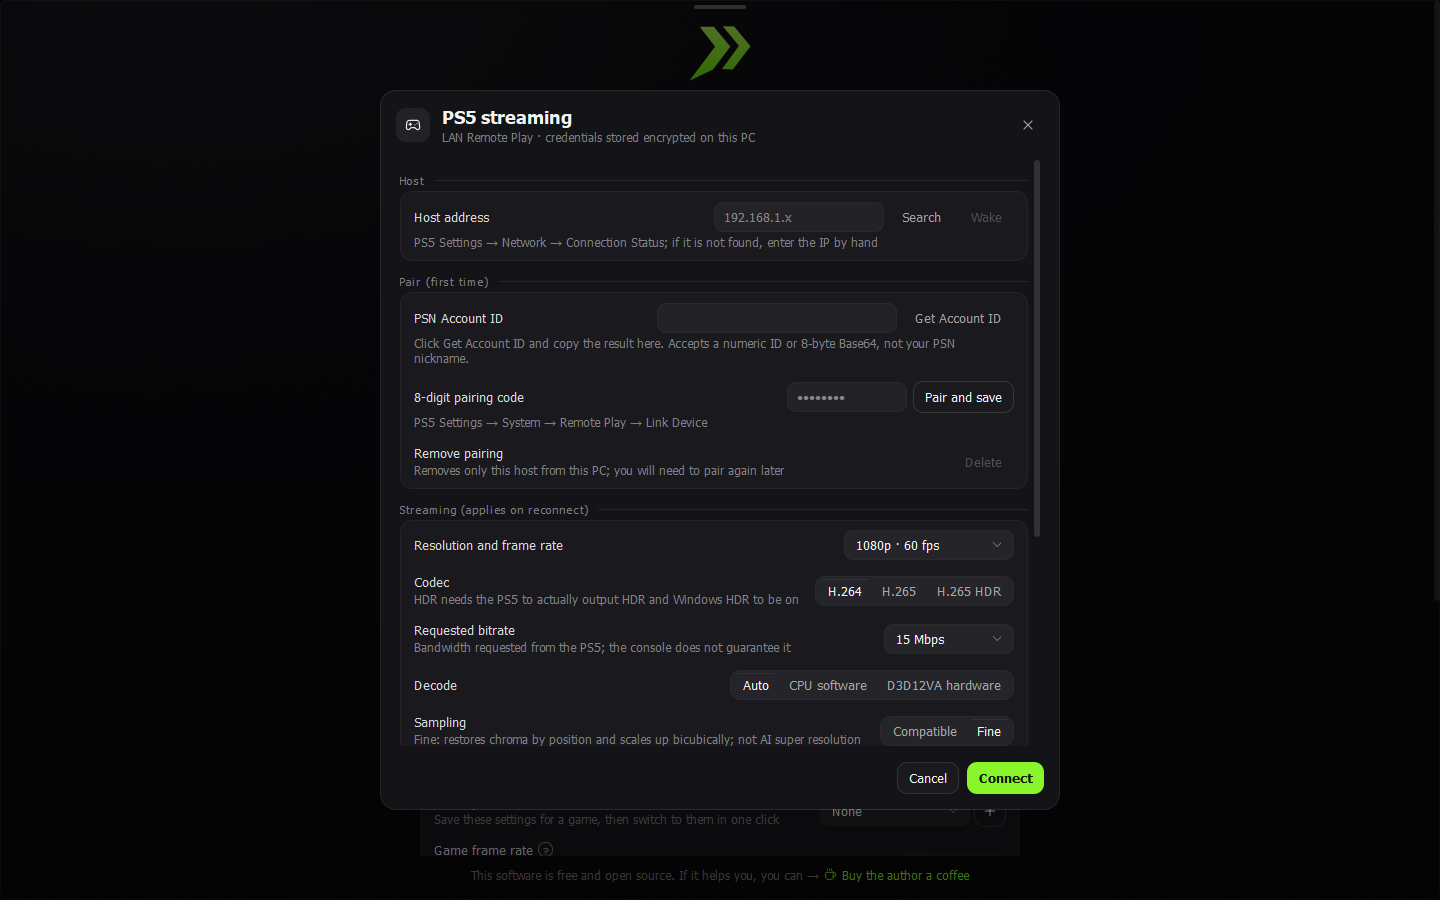 PS5 streaming
LAN Remote Play · credentials stored encrypted on this PC
Host
Host address
192.168.1.x
Search
Wake
PS5 Settings → Network → Connection Status; if it is not found, enter the IP by hand
Pair (first time)
PSN Account ID
Get Account ID
Click Get Account ID and copy the result here. Accepts a numeric ID or 8-byte Base64, not your PSN
nickname.
8-digit pairing code
••••••••
Pair and save
PS5 Settings → System → Remote Play → Link Device
Remove pairing
Removes only this host from this PC; you will need to pair again later
Delete
Streaming (applies on reconnect)
Resolution and frame rate
1080p · 60 fps
Codec
HDR needs the PS5 to actually output HDR and Windows HDR to be on
H.264
H.265
H.265 HDR
Requested bitrate
Bandwidth requested from the PS5; the console does not guarantee it
15 Mbps
Decode
Auto
CPU software
D3D12VA hardware
Sampling
Fine: restores chroma by position and scales up bicubically; not AI super resolution
Compatible
Fine
Cancel
Connect
Save these settings for a game, then switch to them in one click
None
Game frame rate ?
This software is free and open source. If it helps you, you can → Buy the author a coffee